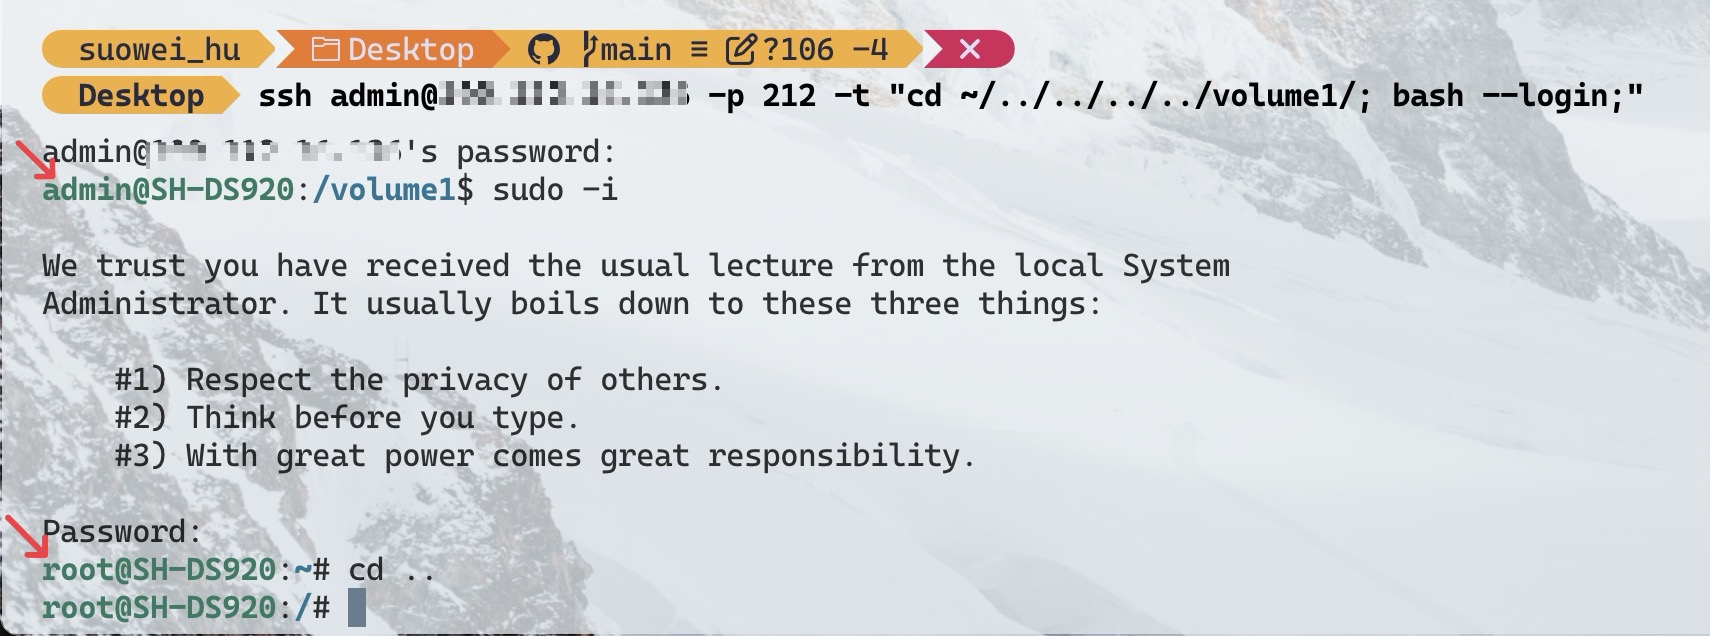 suowei_hu Desktop main ≡ ?106 -4 ×
Desktop ssh admin@ -p 212 -t "cd ~/../../../../volume1/; bash --login;"
admin@'s password:
admin@SH-DS920:/volume1$ sudo -i
We trust you have received the usual lecture from the local System
Administrator. It usually boils down to these three things:
#1) Respect the privacy of others.
#2) Think before you type.
#3) With great power comes great responsibility.
Password:
root@SH-DS920:~# cd ..
root@SH-DS920:/#